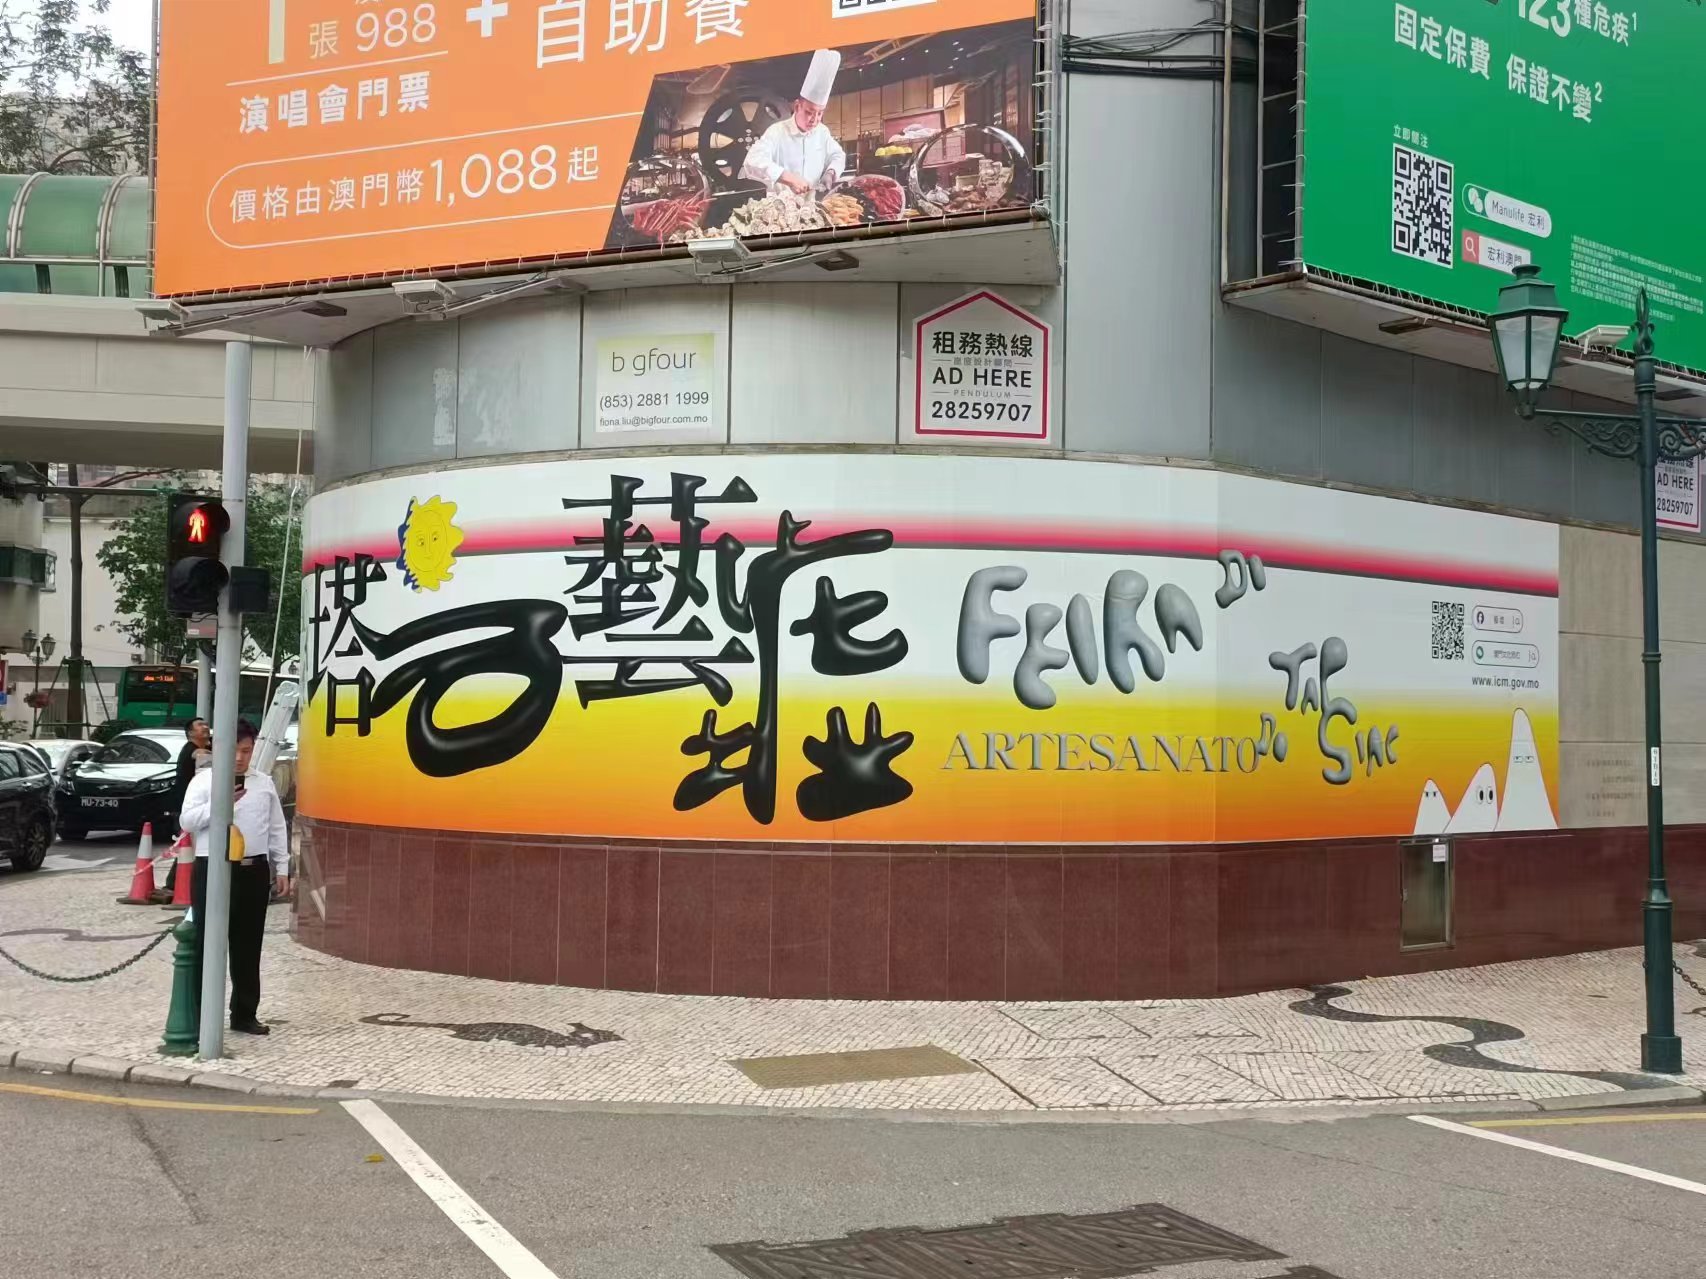 張 988
+ 自助餐
演唱會門票
價格由澳門幣1,088起
123種危疾1
固定保費 保證不變2
立即關注
Manulife 宏利
宏利澳門
b gfour
(853) 2881 1999
fiona.liu@bigfour.com.mo
租務熱線
AD HERE
PENDULUM
28259707
AD HERE
28259707
塔石藝墟
FEIRA DI
ARTESANATO DO TAP SIAC
www.icm.gov.mo
MU-73-40